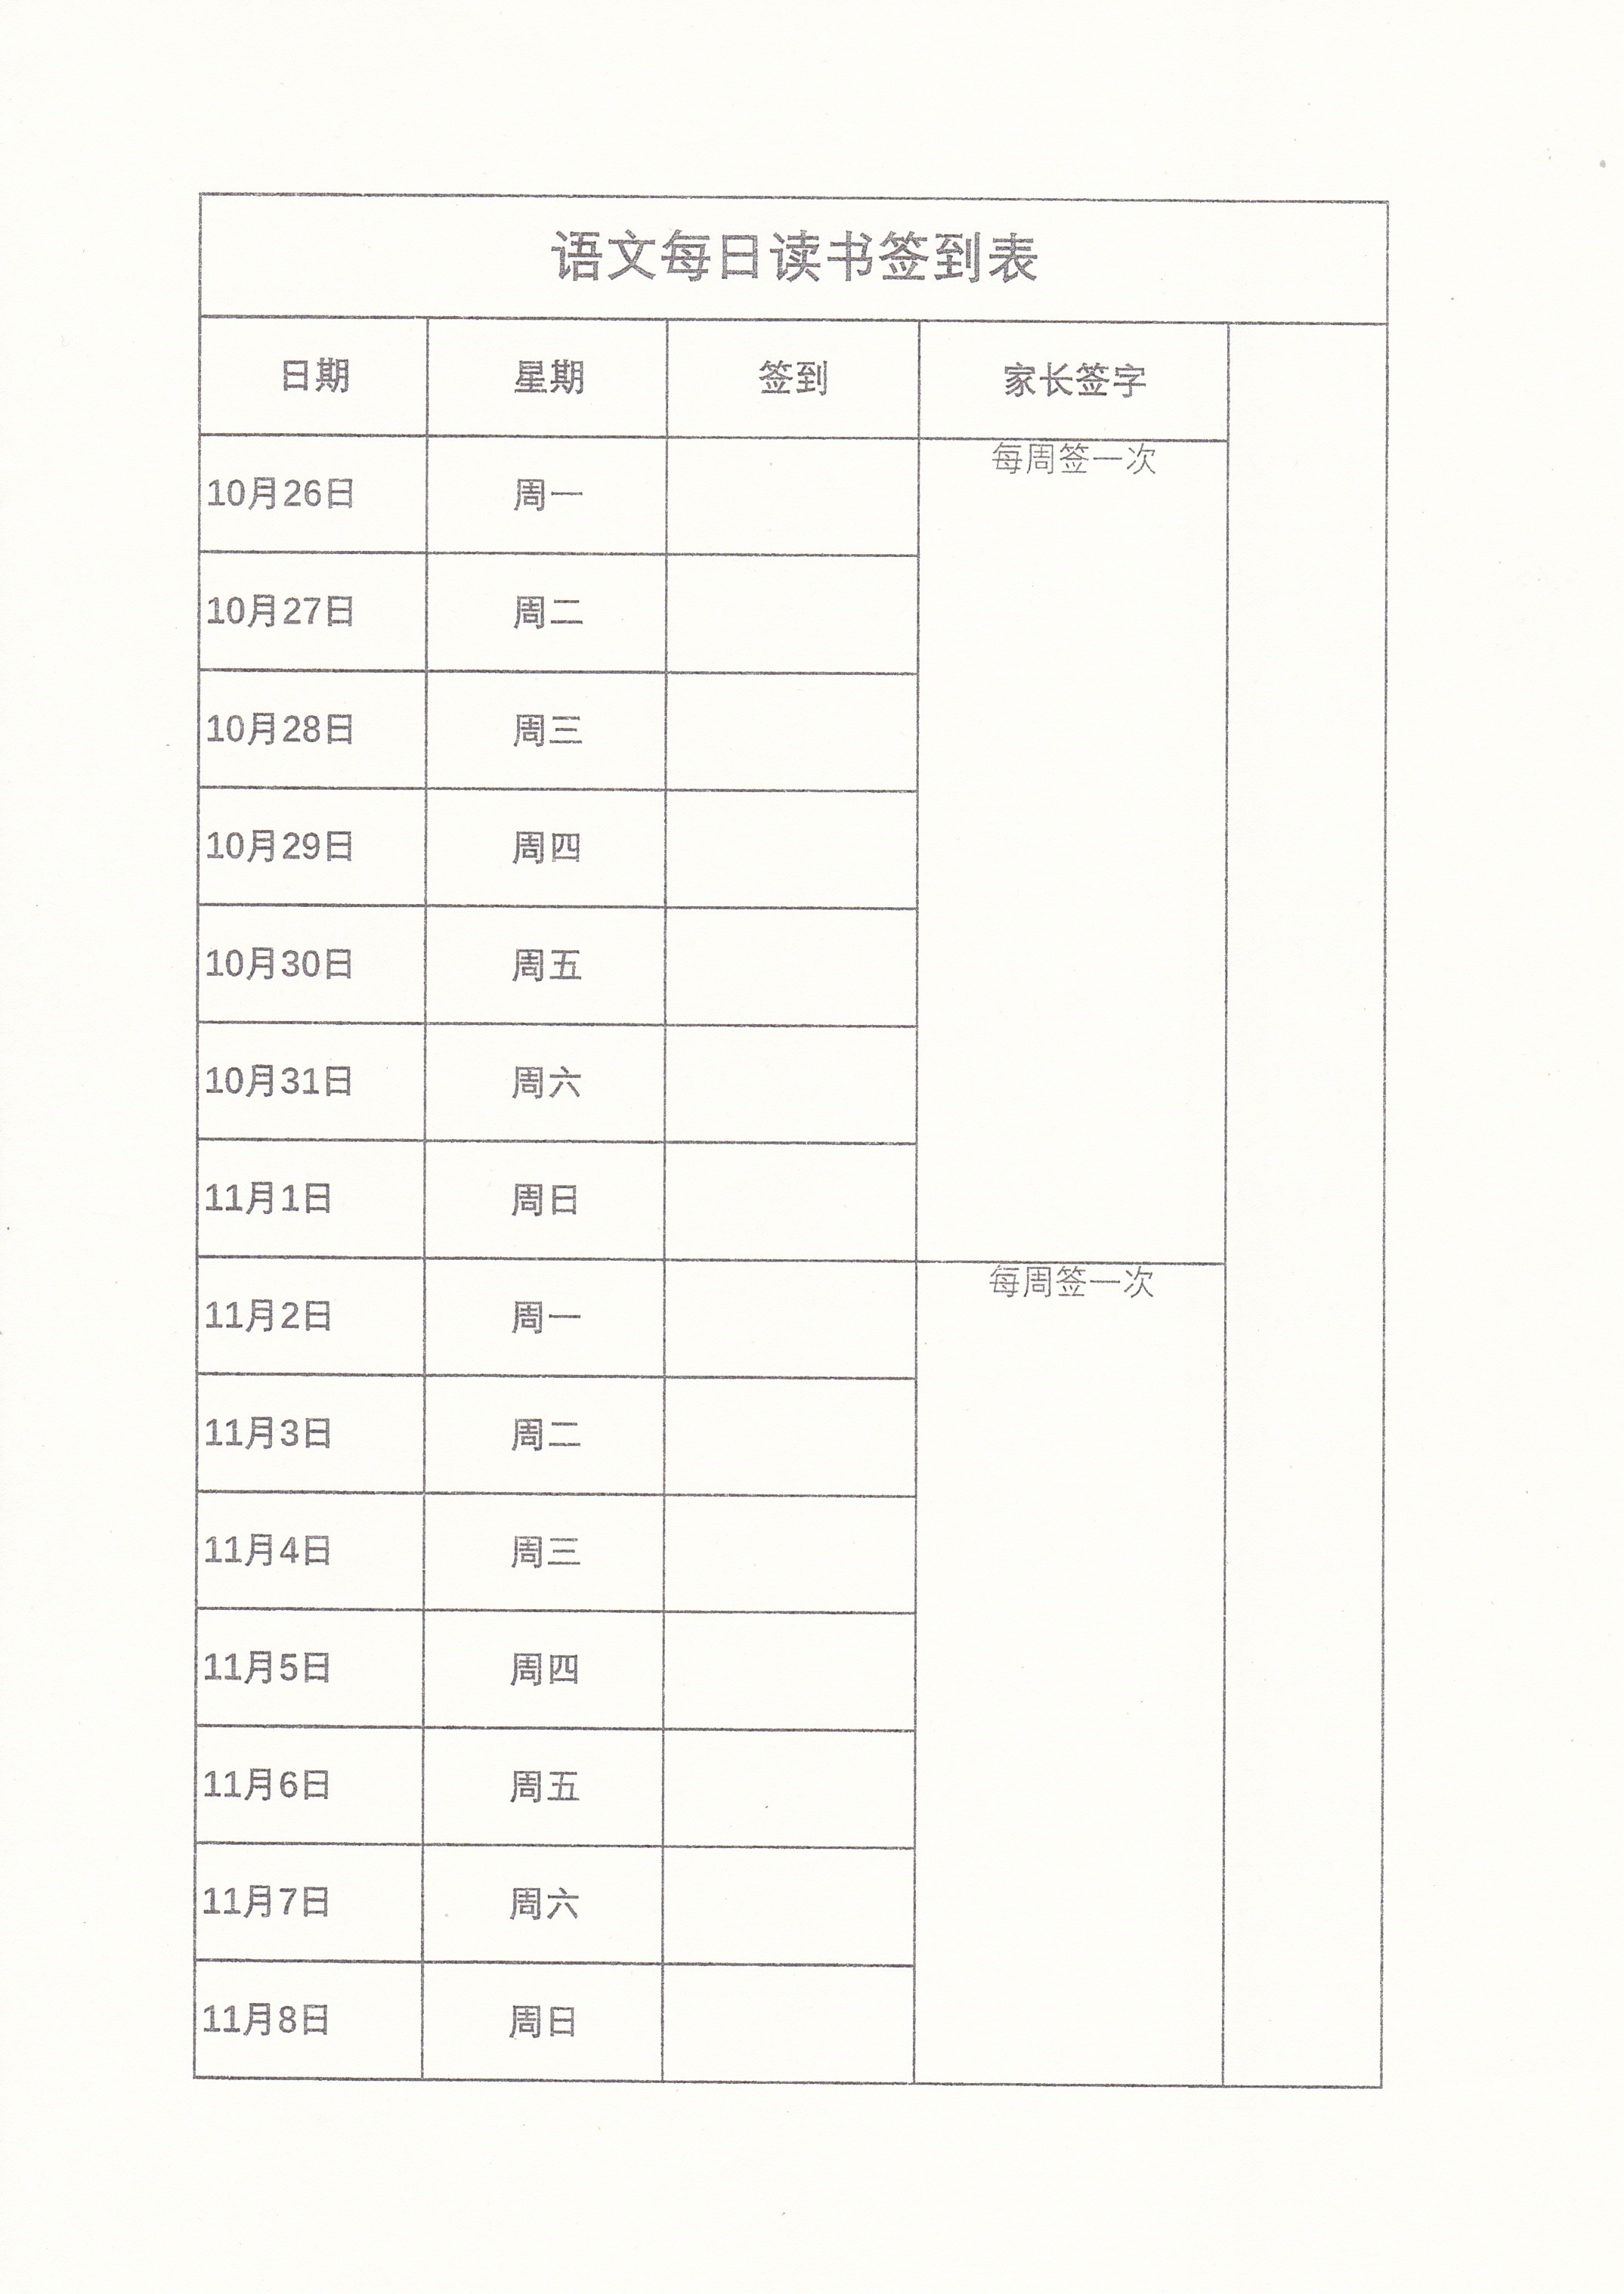 语文每日读书签到表
日期 星期 签到 家长签字
每周签一次
10月26日 周一
10月27日 周二
10月28日 周三
10月29日 周四
10月30日 周五
10月31日 周六
11月1日 周日
每周签一次
11月2日 周一
11月3日 周二
11月4日 周三
11月5日 周四
11月6日 周五
11月7日 周六
11月8日 周日